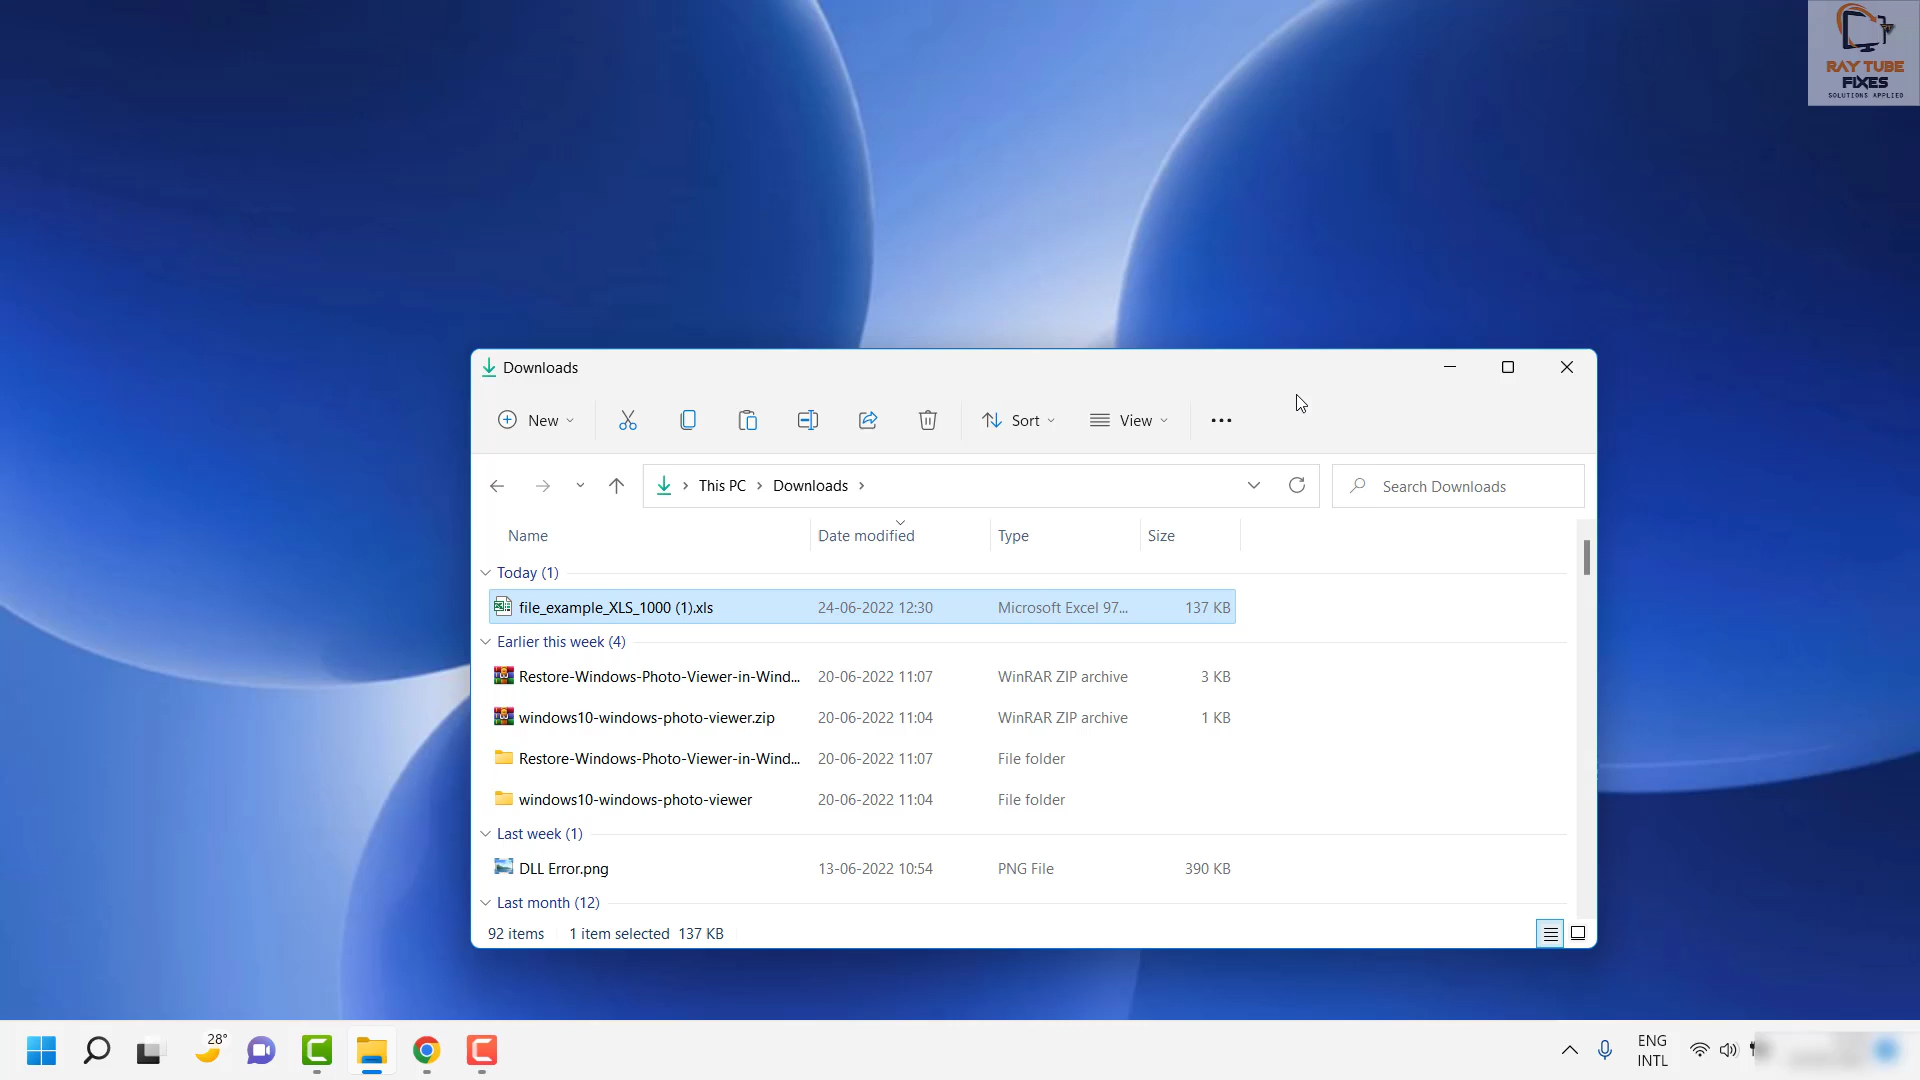 RAY TUBE
FIXES
SOLUTIONS APPLIED
Downloads
New
Sort
View
This PC
Downloads
Search Downloads
Name
Date modified
Type
Size
Today (1)
file_example_XLS_1000 (1).xls 24-06-2022 12:30 Microsoft Excel 97... 137 KB
Earlier this week (4)
Restore-Windows-Photo-Viewer-in-Wind... 20-06-2022 11:07 WinRAR ZIP archive 3 KB
windows10-windows-photo-viewer.zip 20-06-2022 11:04 WinRAR ZIP archive 1 KB
Restore-Windows-Photo-Viewer-in-Wind... 20-06-2022 11:07 File folder
windows10-windows-photo-viewer 20-06-2022 11:04 File folder
Last week (1)
DLL Error.png 13-06-2022 10:54 PNG File 390 KB
Last month (12)
92 items 1 item selected 137 KB
28°
ENG
INTL